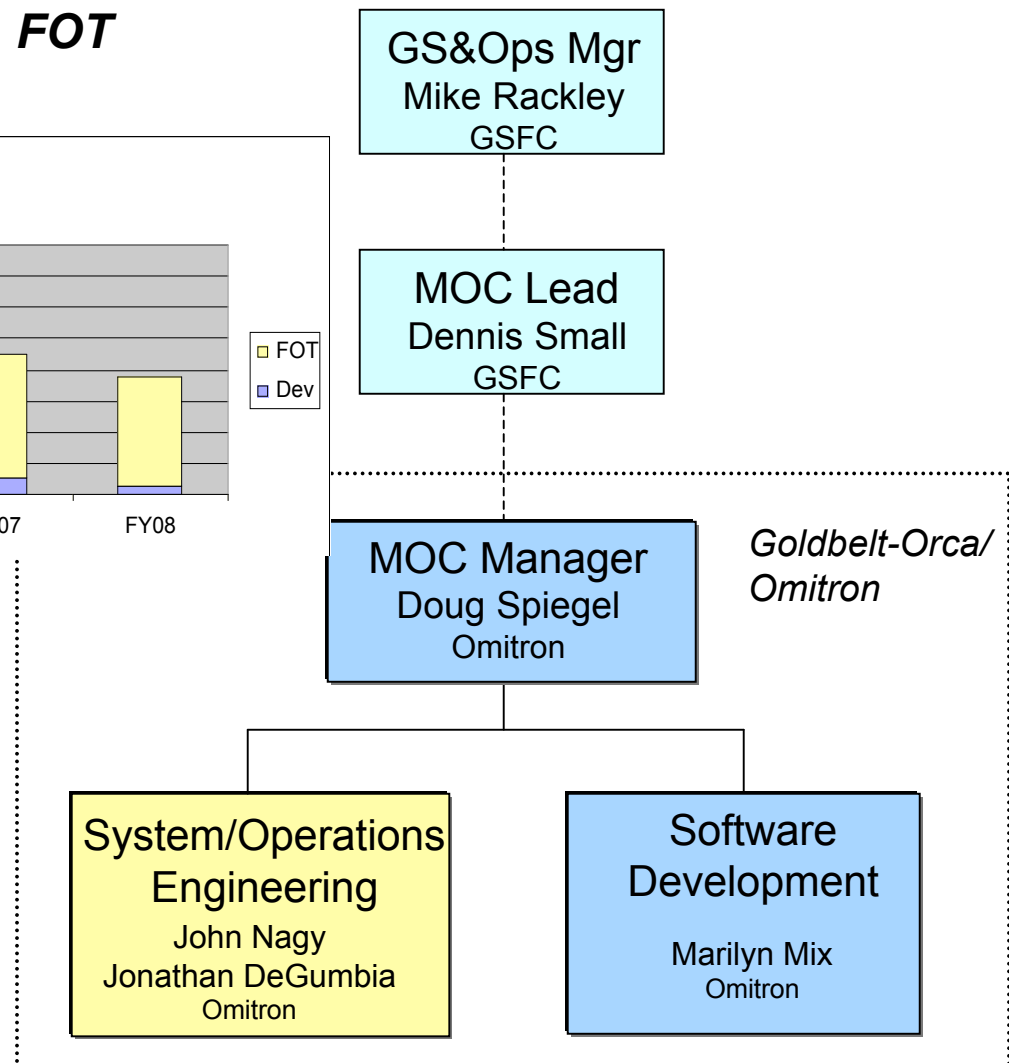 FOT
GS&Ops Mgr
Mike Rackley
GSFC
MOC Lead
Dennis Small
GSFC
FOT
Dev
07
FY08
MOC Manager
Doug Spiegel
Omitron
Goldbelt-Orca/
Omitron
System/Operations
Engineering
John Nagy
Jonathan DeGumbia
Omitron
Software
Development
Marilyn Mix
Omitron